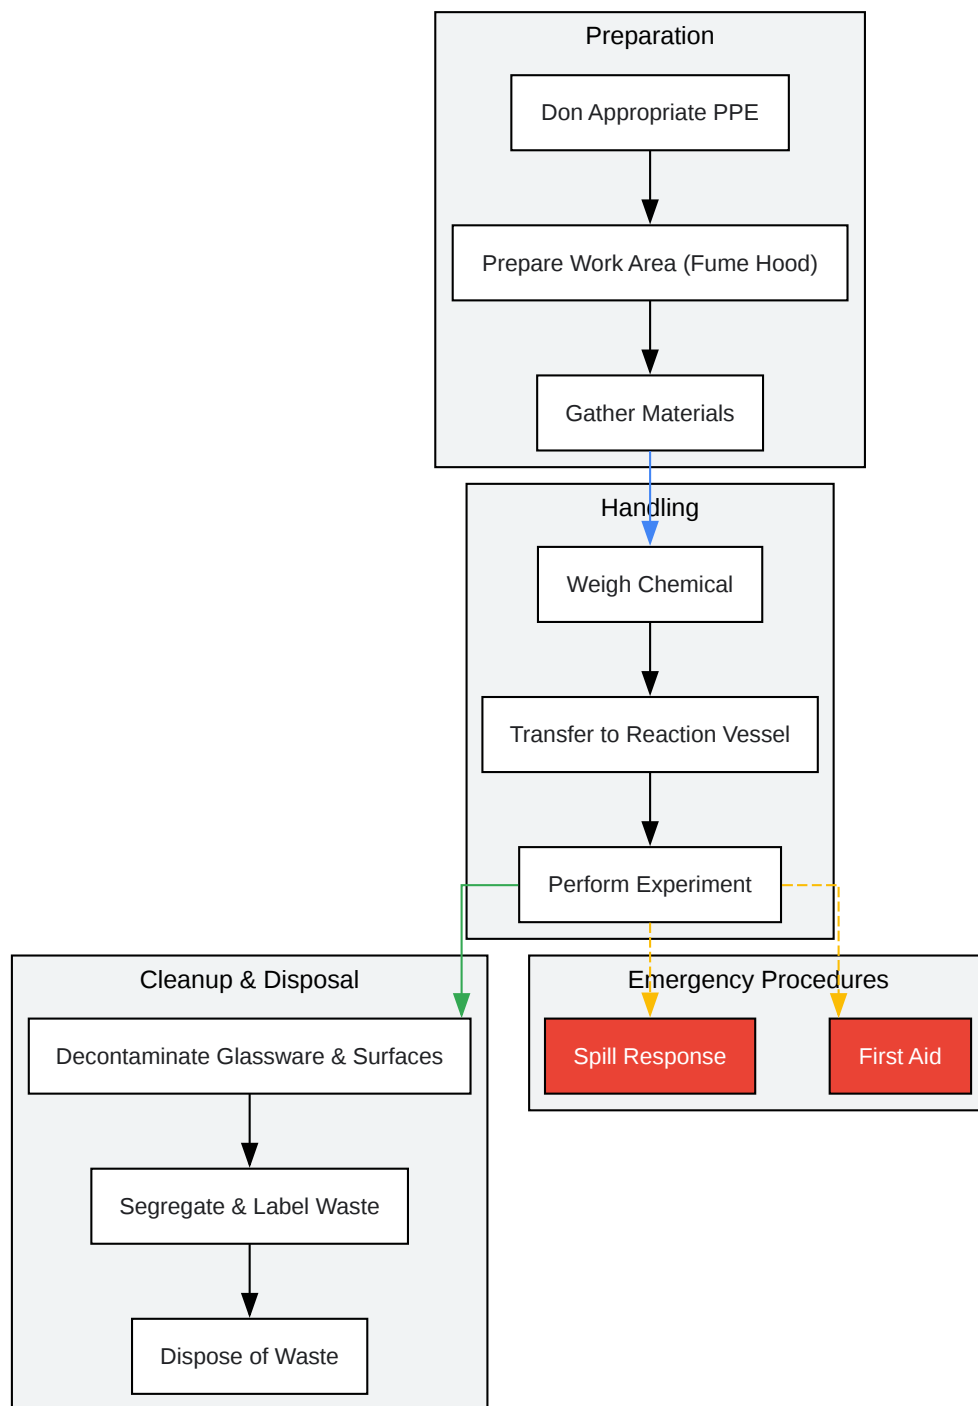 Preparation
Don Appropriate PPE
Prepare Work Area (Fume Hood)
Gather Materials
Handling
Weigh Chemical
Transfer to Reaction Vessel
Perform Experiment
Cleanup & Disposal
Decontaminate Glassware & Surfaces
Segregate & Label Waste
Dispose of Waste
Emergency Procedures
Spill Response
First Aid